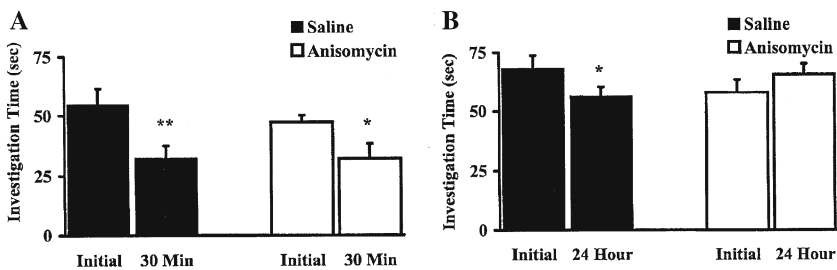 A
Saline
Anisomycin
Investigation Time (sec)
75
50
25
0
**
*
Initial 30 Min Initial 30 Min
B
Saline
Anisomycin
Investigation Time (sec)
75
50
25
0
*
Initial 24 Hour Initial 24 Hour